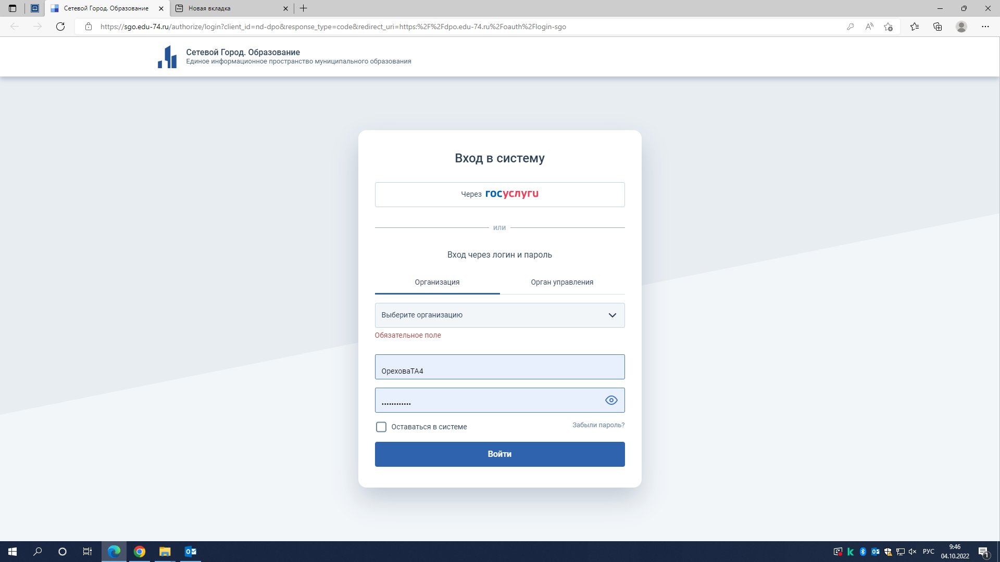 Сетевой Город. Образование
Новая вкладка
https://sgo.edu-74.ru/authorize/login?client_id=nd-dpo&response_type=code&redirect_uri=https:%2F%2Fdpo.edu-74.ru%2Foauth%2Flogin-sgo
Сетевой Город. Образование
Единое информационное пространство муниципального образования
Вход в систему
Через госуслуги
или
Вход через логин и пароль
Организация
Орган управления
Выберите организацию
Обязательное поле
ОреховаТА4
••••••••••••
Оставаться в системе
Забыли пароль?
Войти
РУС
9:46
04.10.2022
1